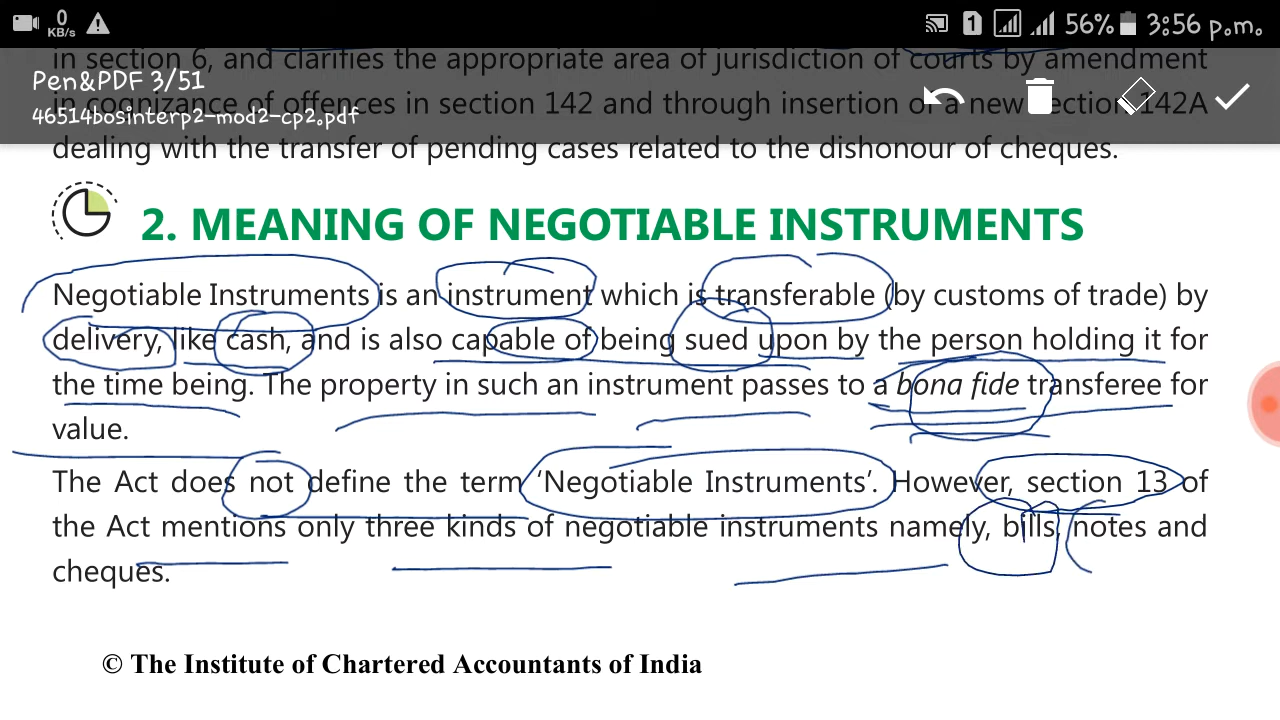 0 KB/s 1 56% 3:56 p.m.
in section 6, and clarifies the appropriate area of jurisdiction of courts by amendment
Pen&PDF 3/51
in cognizance of offences in section 142 and through insertion of a new section 142A
46514bosinterp2-mod2-cp2.pdf
dealing with the transfer of pending cases related to the dishonour of cheques.
2. MEANING OF NEGOTIABLE INSTRUMENTS
Negotiable Instruments is an instrument which is transferable (by customs of trade) by
delivery, like cash, and is also capable of being sued upon by the person holding it for
the time being. The property in such an instrument passes to a bona fide transferee for
value.
The Act does not define the term ‘Negotiable Instruments’. However, section 13 of
the Act mentions only three kinds of negotiable instruments namely, bills, notes and
cheques.
© The Institute of Chartered Accountants of India